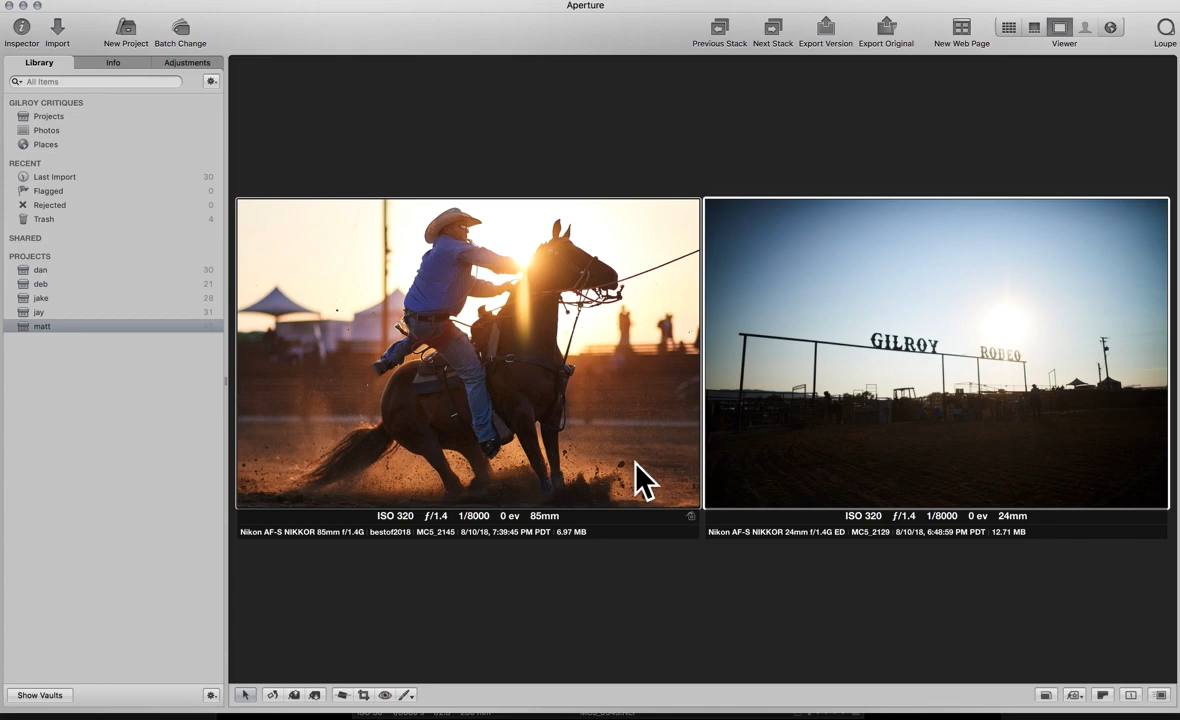 Aperture
Inspector Import New Project Batch Change Previous Stack Next Stack Export Version Export Original New Web Page Viewer Loupe
Library Info Adjustments
All Items
GILROY CRITIQUES
Projects
Photos
Places
RECENT
Last Import 30
Flagged 0
Rejected 0
Trash 4
SHARED
PROJECTS
dan 30
deb 21
jake 28
jay 31
matt
GILROY RODEO
ISO 320 ƒ/1.4 1/8000 0 ev 85mm
Nikon AF-S NIKKOR 85mm f/1.4G bestof2018 MC5_2145 8/10/18, 7:39:45 PM PDT 6.97 MB
ISO 320 ƒ/1.4 1/8000 0 ev 24mm
Nikon AF-S NIKKOR 24mm f/1.4G ED MC5_2129 8/10/18, 6:48:59 PM PDT 12.71 MB
Show Vaults